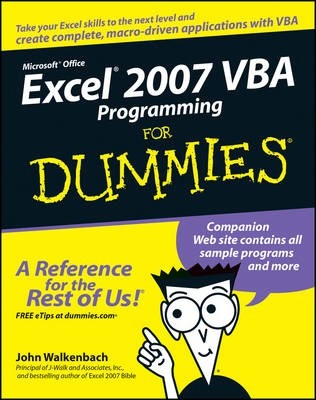 Take your Excel skills to the next level and
create complete, macro-driven applications with VBA
Microsoft® Office
Excel® 2007 VBA
Programming
FOR
DUMMIES®
Companion
Web site contains all
sample programs
and more
A Reference
for the
Rest of Us!®
FREE eTips at dummies.com®
John Walkenbach
Principal of J-Walk and Associates, Inc.,
and bestselling author of Excel 2007 Bible